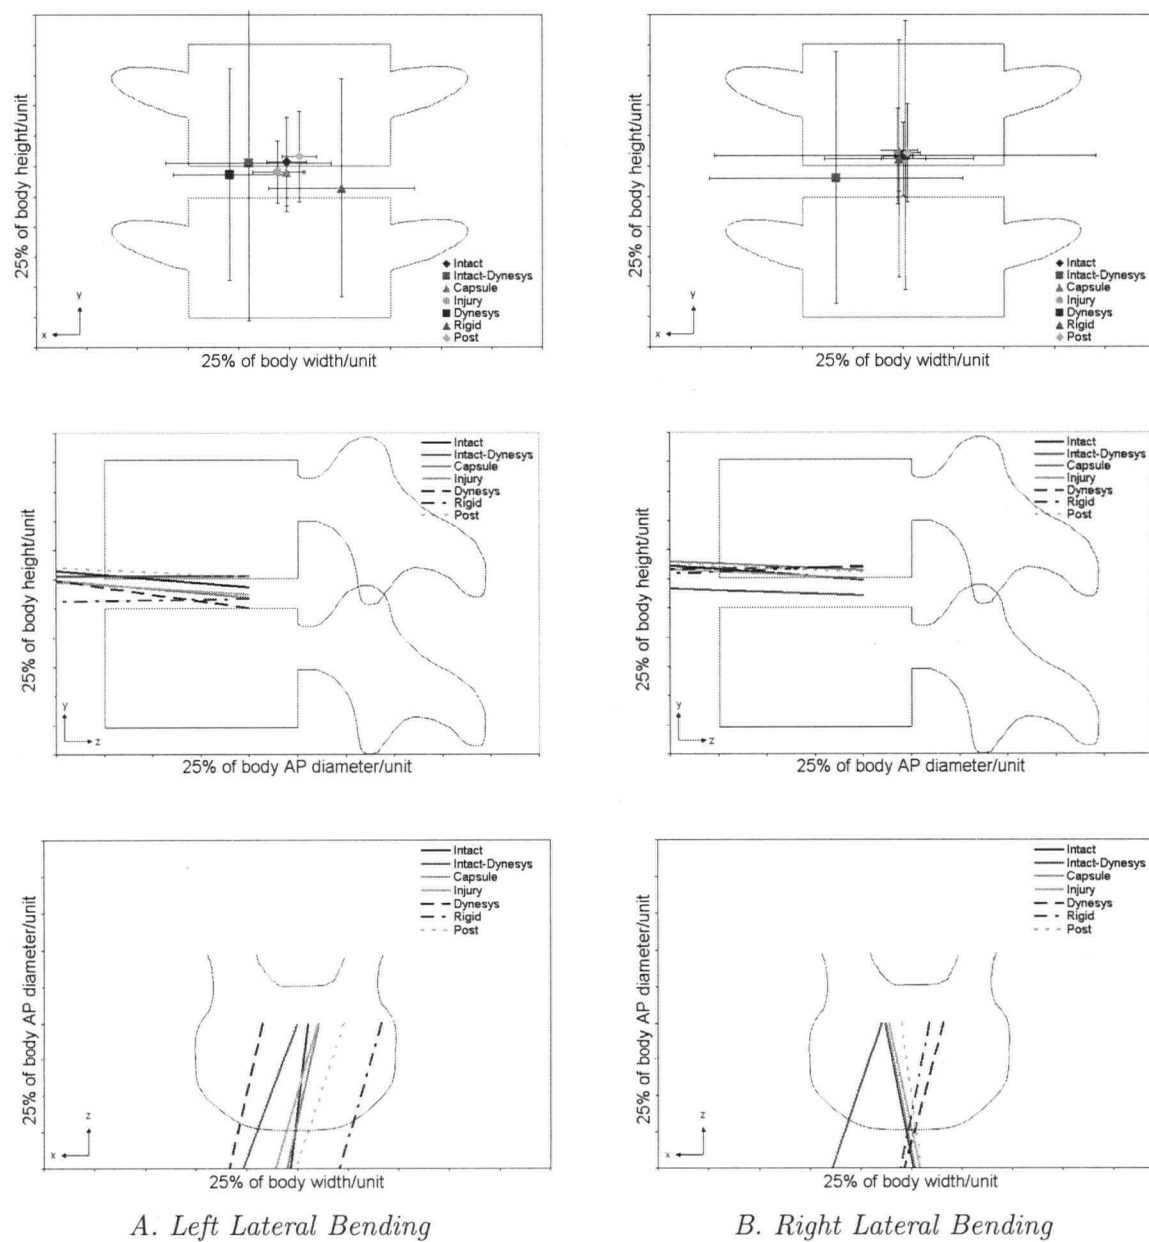 25% of body height/unit
y
x
Intact
Intact-Dynesys
Capsule
Injury
Dynesys
Rigid
Post
25% of body width/unit
25% of body height/unit
y
x
Intact
Intact-Dynesys
Capsule
Injury
Dynesys
Rigid
Post
25% of body width/unit
25% of body height/unit
Intact
Intact-Dynesys
Capsule
Injury
Dynesys
Rigid
Post
y
z
25% of body AP diameter/unit
25% of body height/unit
Intact
Intact-Dynesys
Capsule
Injury
Dynesys
Rigid
Post
y
z
25% of body AP diameter/unit
25% of body AP diameter/unit
Intact
Intact-Dynesys
Capsule
Injury
Dynesys
Rigid
Post
z
x
25% of body width/unit
25% of body AP diameter/unit
Intact
Intact-Dynesys
Capsule
Injury
Dynesys
Rigid
Post
z
x
25% of body width/unit
A. Left Lateral Bending
B. Right Lateral Bending